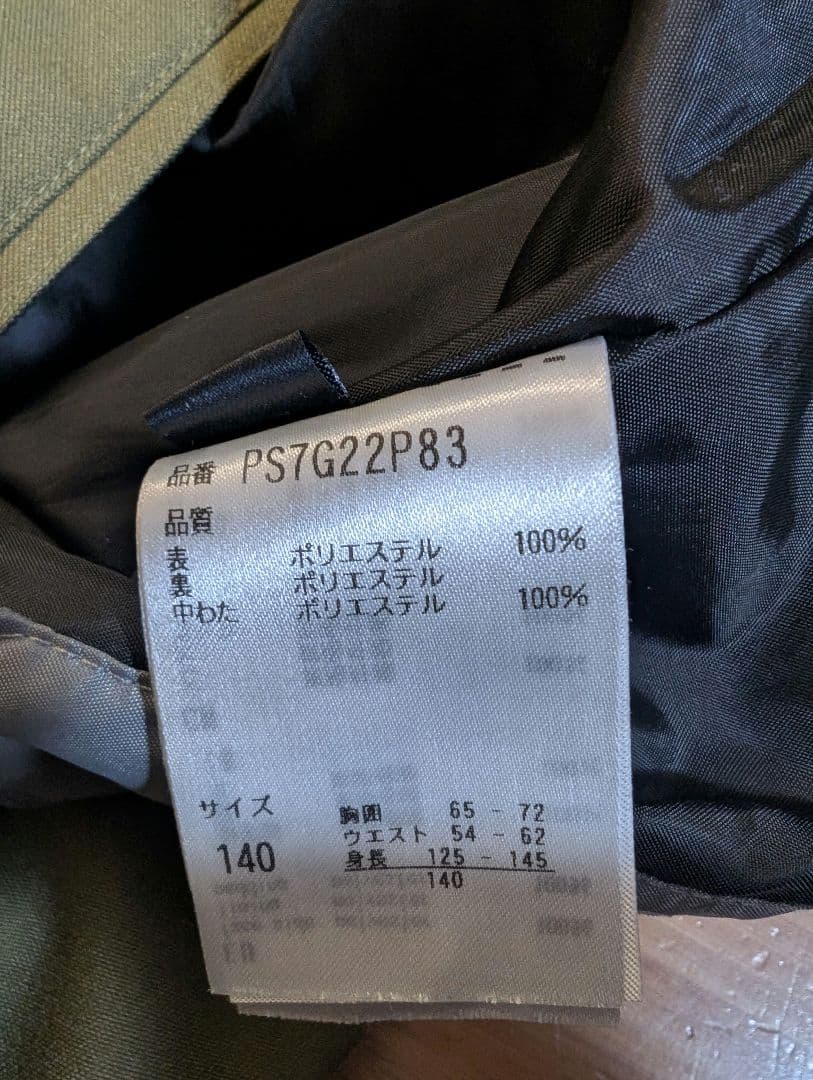 品番 PS7G22P83
品質
表 ポリエステル 100%
裏 ポリエステル
中わた ポリエステル 100%
サイズ 胸囲 65 - 72
ウエスト 54 - 62
140 身長 125 - 145
140